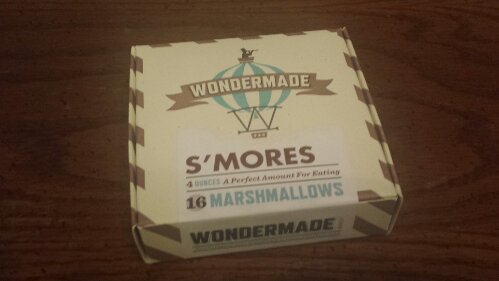 WONDERMADE
S'MORES
4 OUNCES A Perfect Amount For Eating
16 MARSHMALLOWS
WONDERMADE